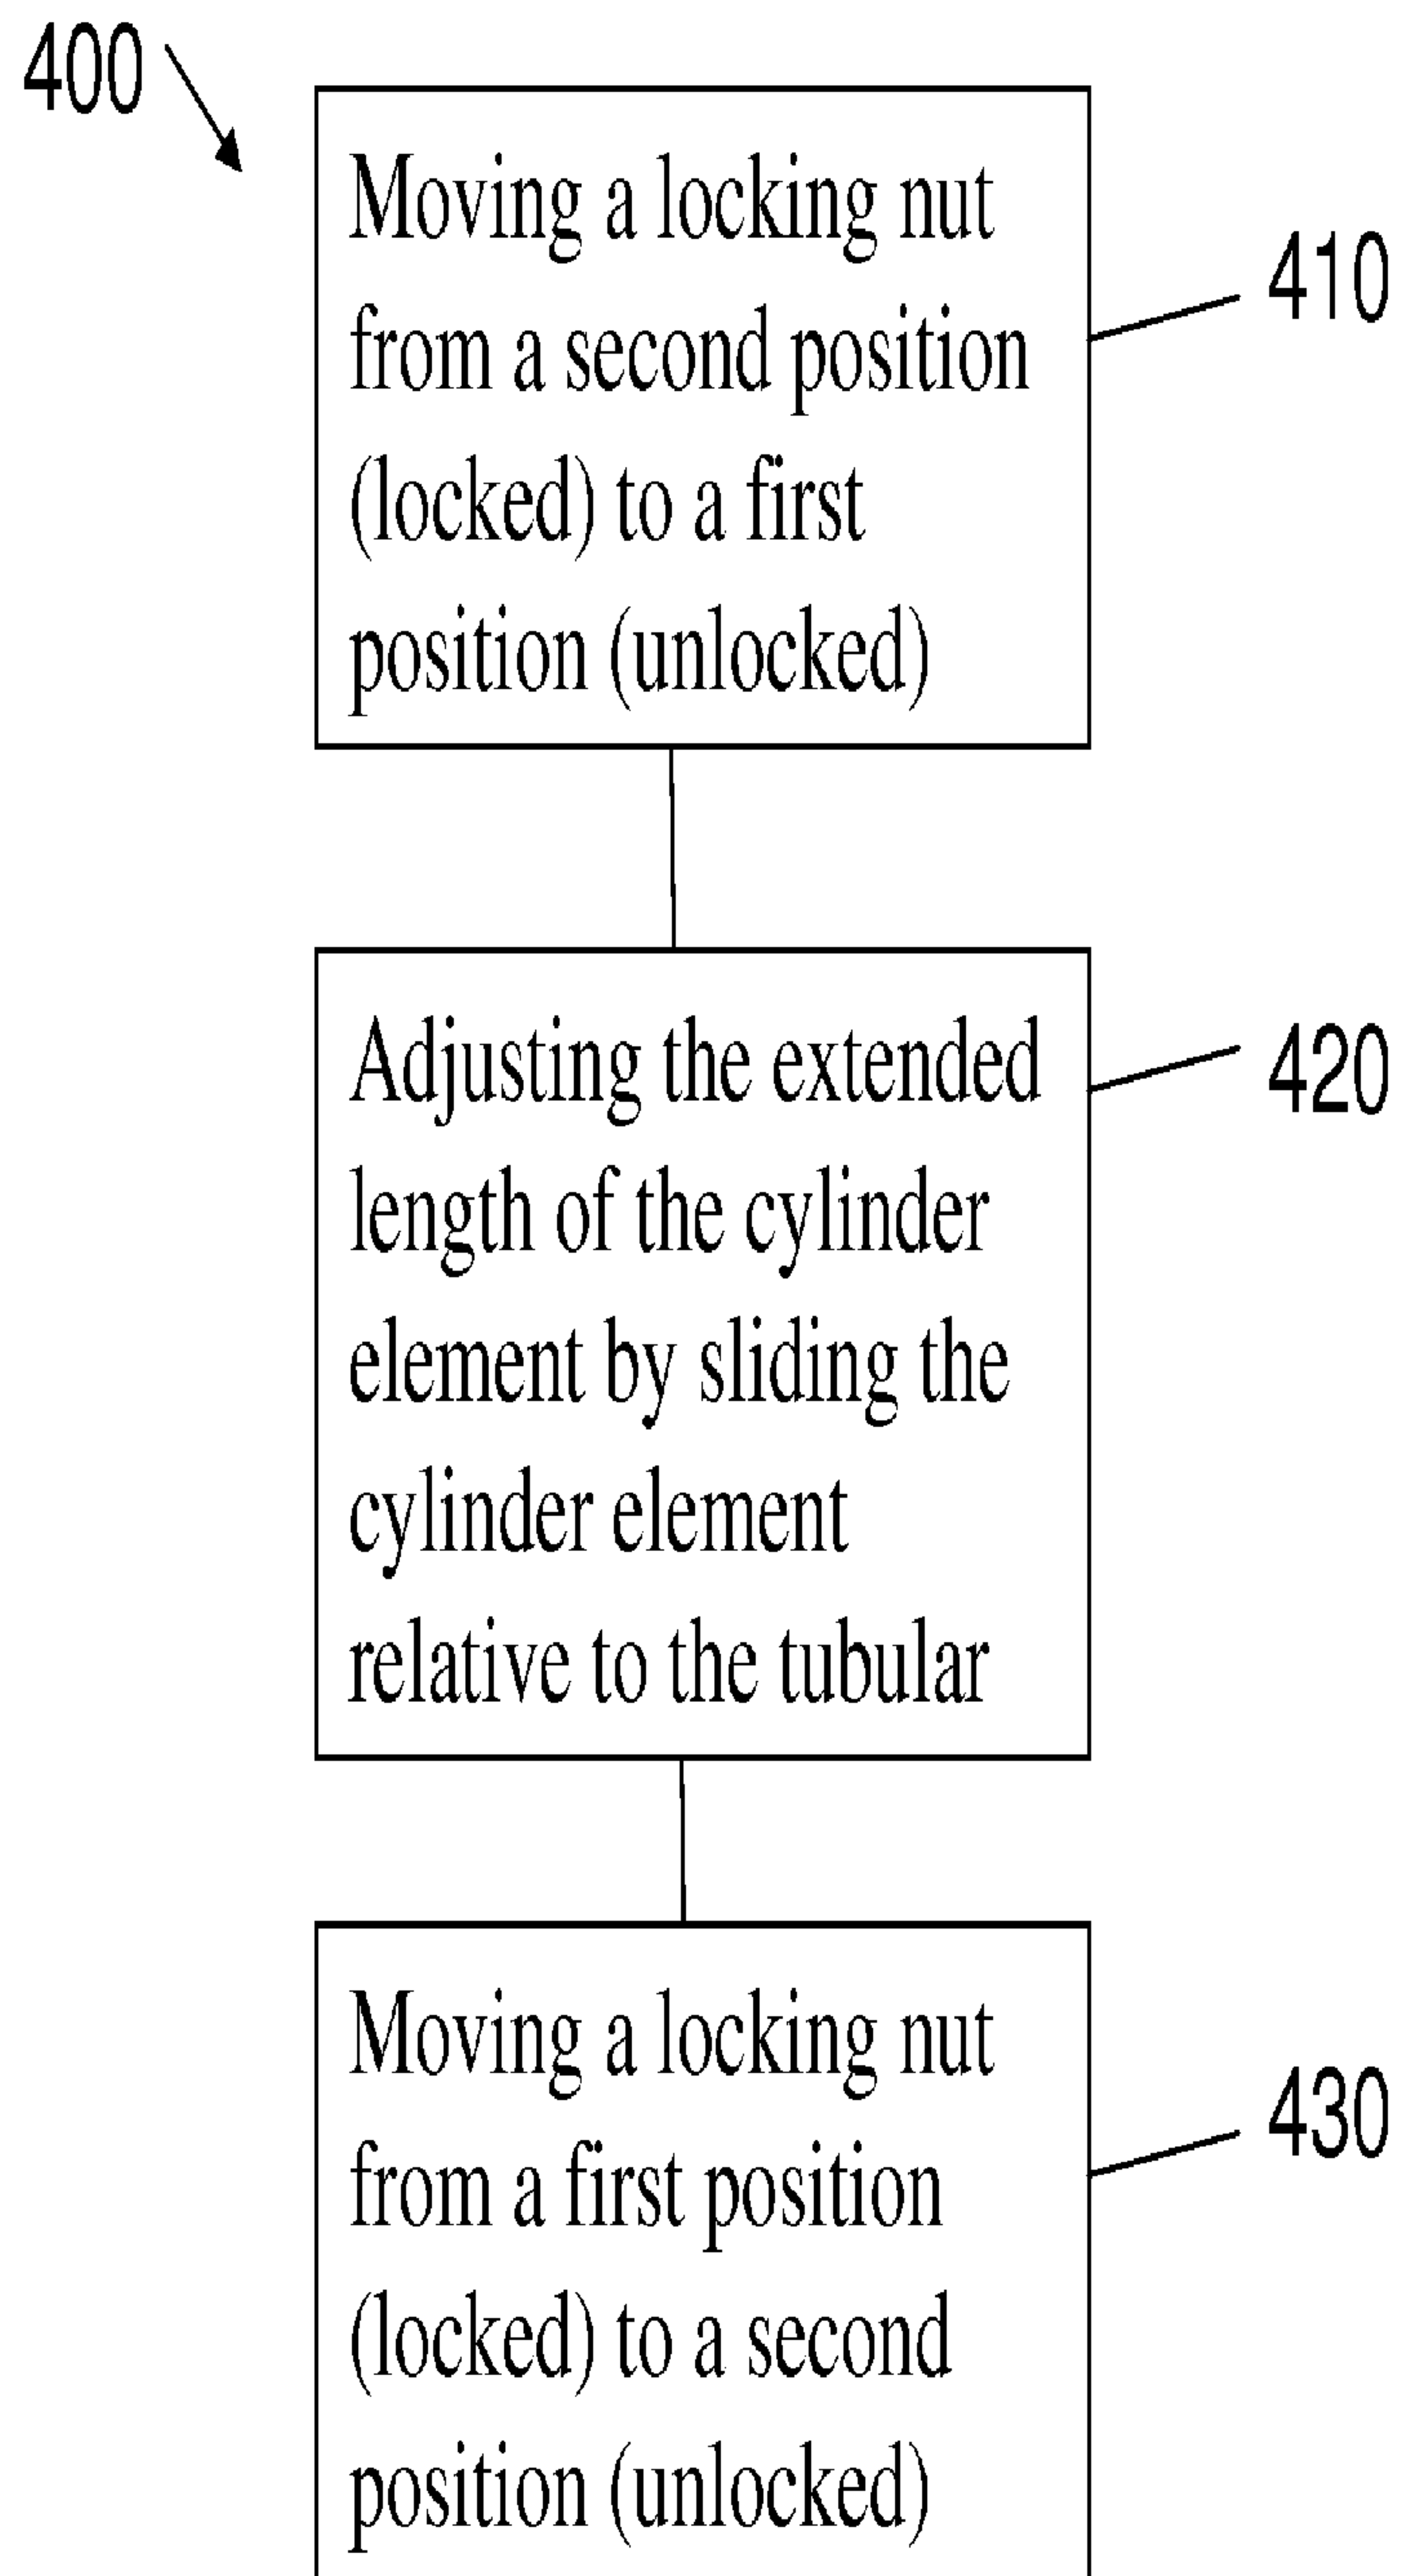 400
Moving a locking nut
from a second position
(locked) to a first
position (unlocked)
410
Adjusting the extended
length of the cylinder
element by sliding the
cylinder element
relative to the tubular
420
Moving a locking nut
from a first position
(locked) to a second
position (unlocked)
430